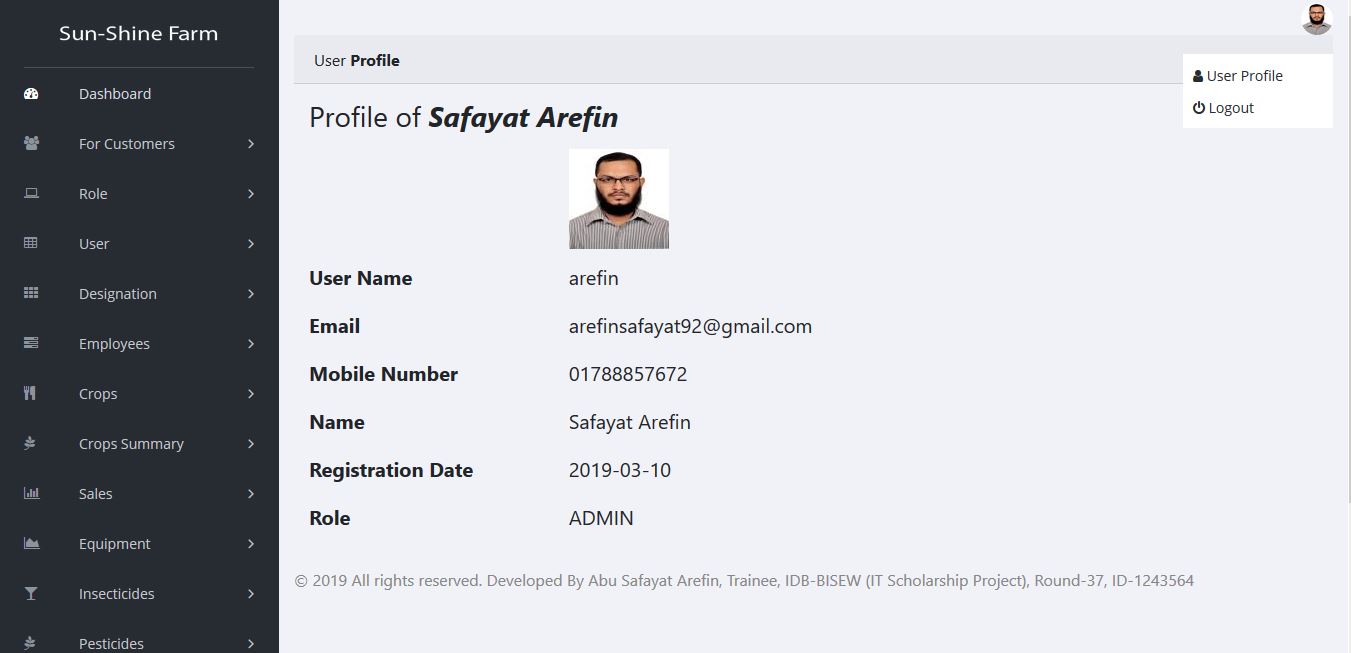 Sun-Shine Farm
Dashboard
For Customers
Role
User
Designation
Employees
Crops
Crops Summary
Sales
Equipment
Insecticides
Pesticides
User Profile
User Profile
Logout
Profile of Safayat Arefin
User Name arefin
Email arefinsafayat92@gmail.com
Mobile Number 01788857672
Name Safayat Arefin
Registration Date 2019-03-10
Role ADMIN
© 2019 All rights reserved. Developed By Abu Safayat Arefin, Trainee, IDB-BISEW (IT Scholarship Project), Round-37, ID-1243564